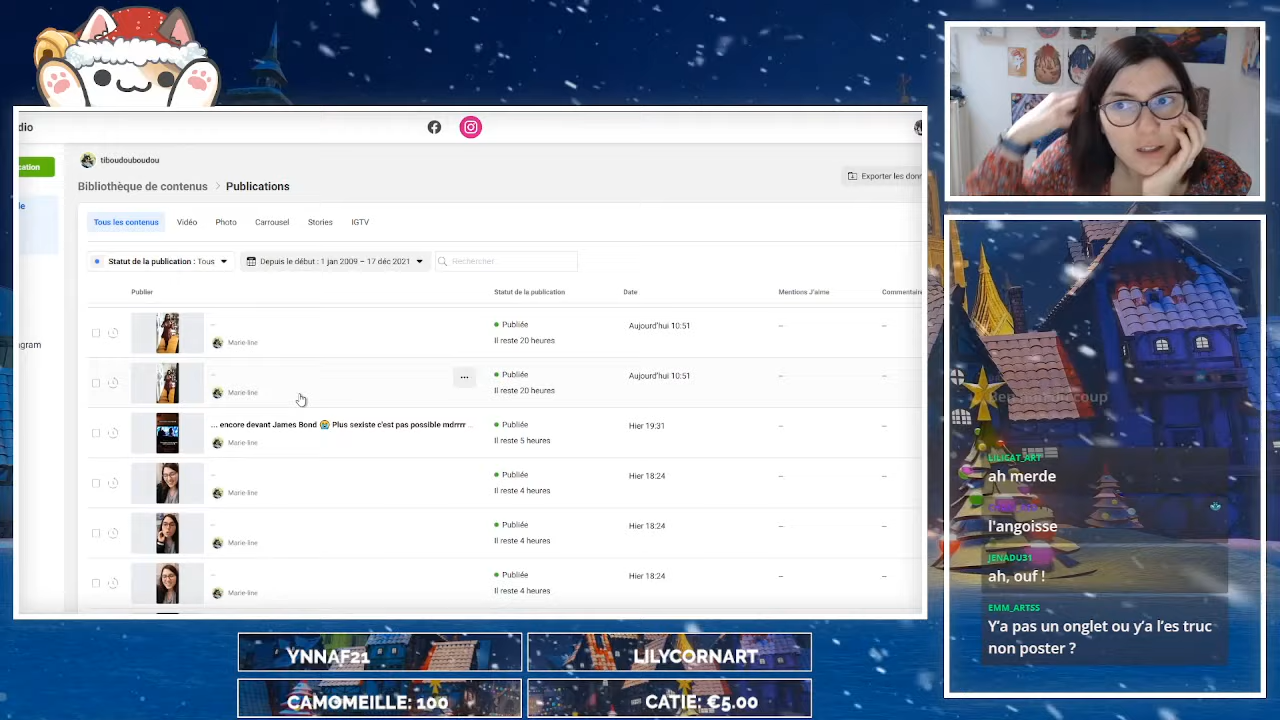 dio
cation
tiboudouboudou
Bibliothèque de contenus > Publications
Exporter les donn
le
Tous les contenus Vidéo Photo Carrousel Stories IGTV
Statut de la publication : Tous Depuis le début : 1 jan 2009 – 17 déc 2021 Rechercher
Publier Statut de la publication Date Mentions J'aime Commentaire
Publiée Aujourd'hui 10:51 -- --
Marie-line Il reste 20 heures
ngram
Publiée Aujourd'hui 10:51 -- --
Marie-line Il reste 20 heures
... encore devant James Bond 😭 Plus sexiste c'est pas possible mdrrrr ... Publiée Hier 19:31 -- --
Marie-line Il reste 5 heures
Publiée Hier 18:24 -- --
Marie-line Il reste 4 heures
Publiée Hier 18:24 -- --
Marie-line Il reste 4 heures
Publiée Hier 18:24 -- --
Marie-line Il reste 4 heures
LILICAT_ART
ah merde
l'angoisse
JENADU31
ah, ouf !
EMM_ARTSS
Y'a pas un onglet ou y'a l'es truc
non poster ?
YNNAF21 LILYCORNART
CAMOMEILLE: 100 CATIE: €5.00